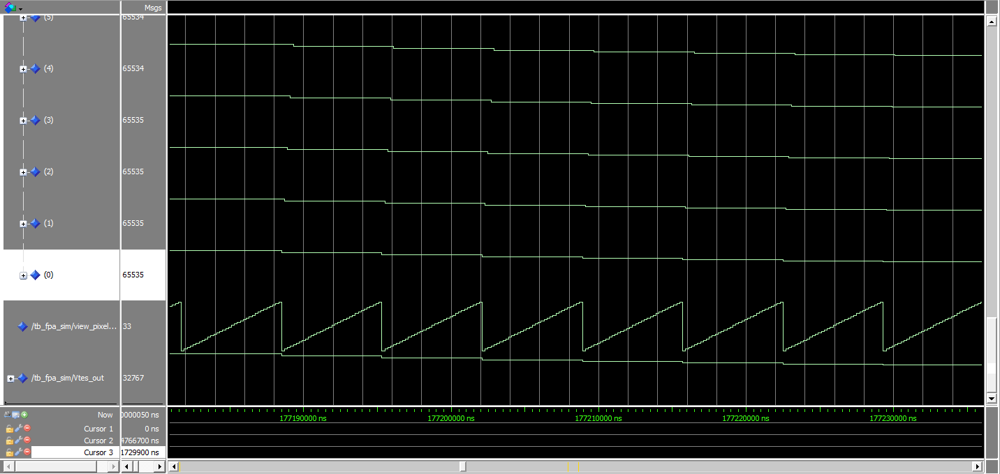 Msgs
(5) 65534
(4) 65534
(3) 65535
(2) 65535
(1) 65535
(0) 65535
/tb_fpa_sim/view_pixel... 33
/tb_fpa_sim/Vtes_out 32767
Now 0000050 ns
Cursor 1 0 ns
Cursor 2 4766700 ns
Cursor 3 1729900 ns
177190000 ns 177200000 ns 177210000 ns 177220000 ns 177230000 ns